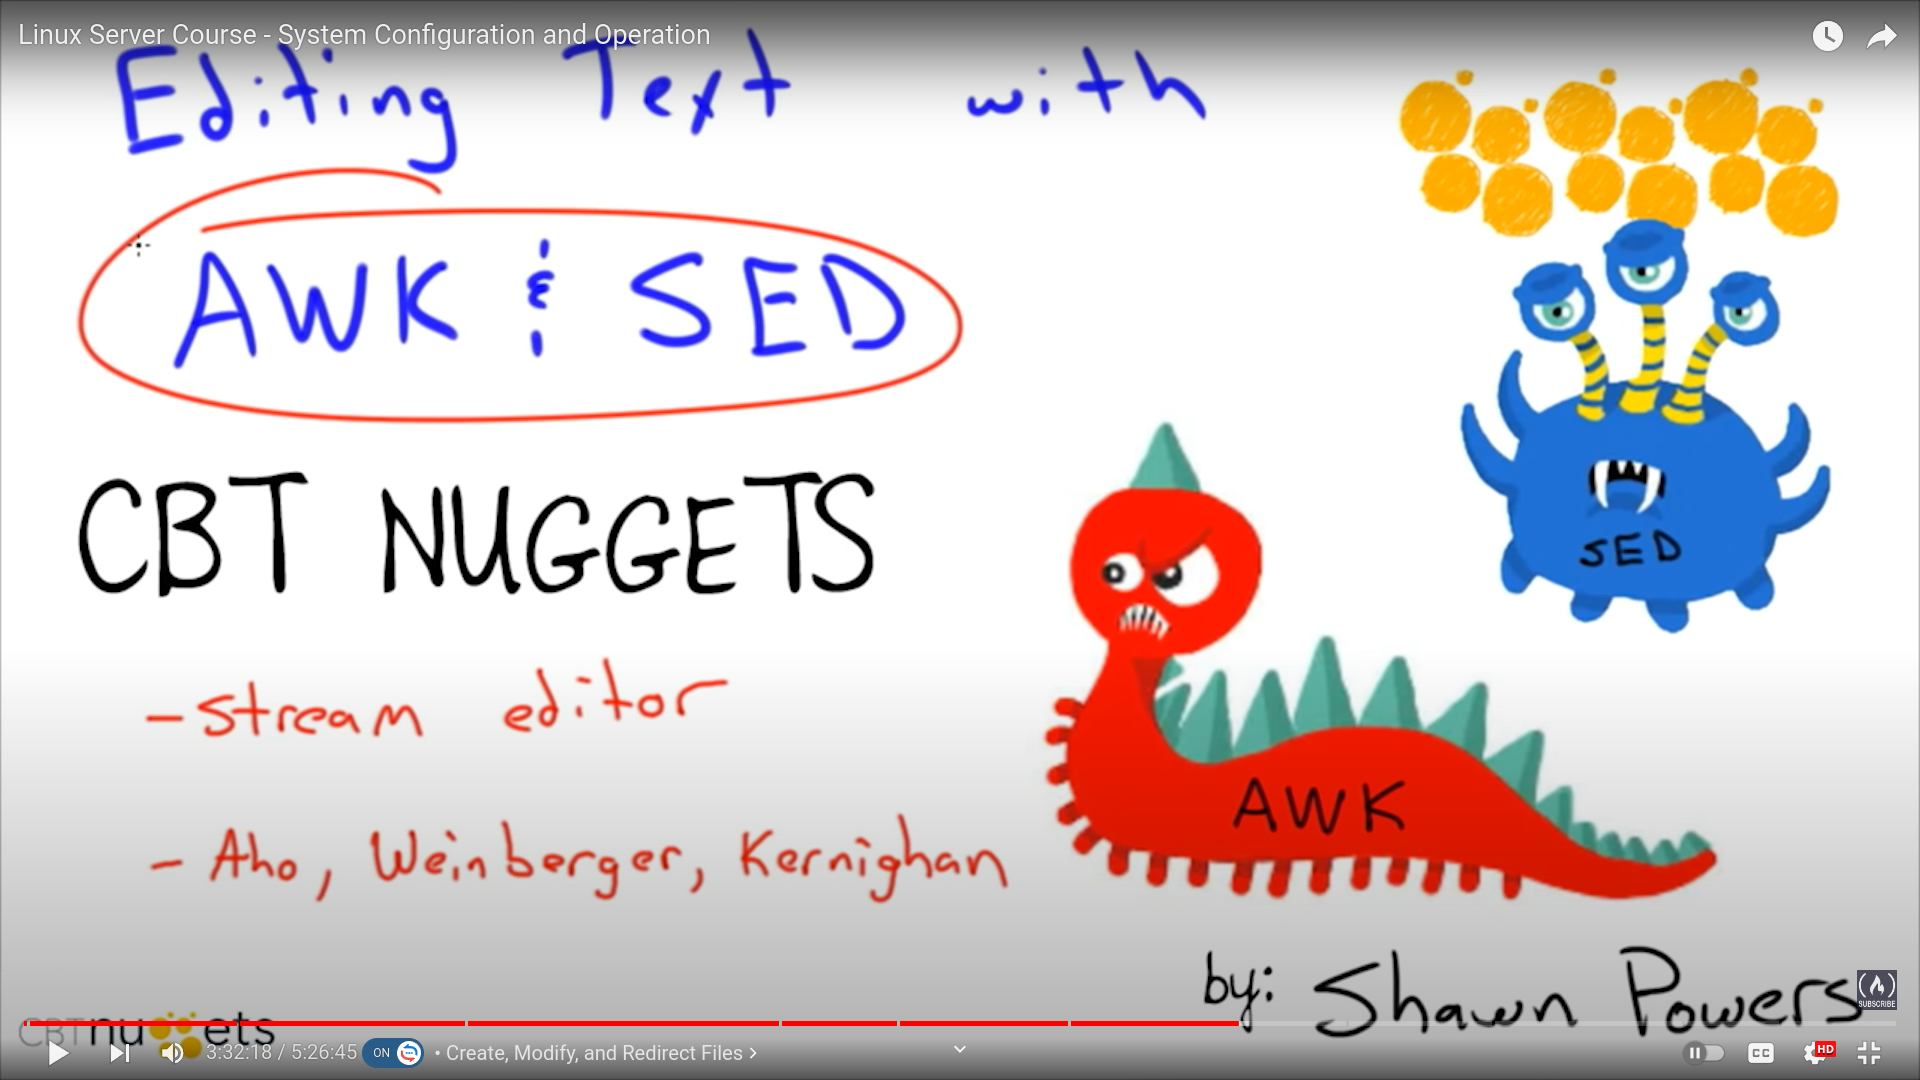 Linux Server Course - System Configuration and Operation
Editing Text with
AWK & SED
CBT NUGGETS
SED
- stream editor
AWK
- Aho, Weinberger, Kernighan
by: Shawn Powers
SUBSCRIBE
CBTnuggets
3:32:18 / 5:26:45
ON
• Create, Modify, and Redirect Files >
CC
HD